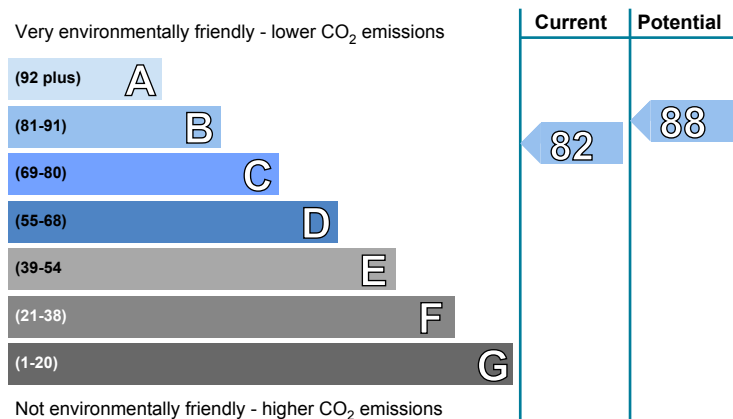 Very environmentally friendly - lower CO₂ emissions
Current
Potential
(92 plus) A
(81-91) B
(69-80) C
(55-68) D
(39-54 E
(21-38) F
(1-20) G
82
88
Not environmentally friendly - higher CO₂ emissions